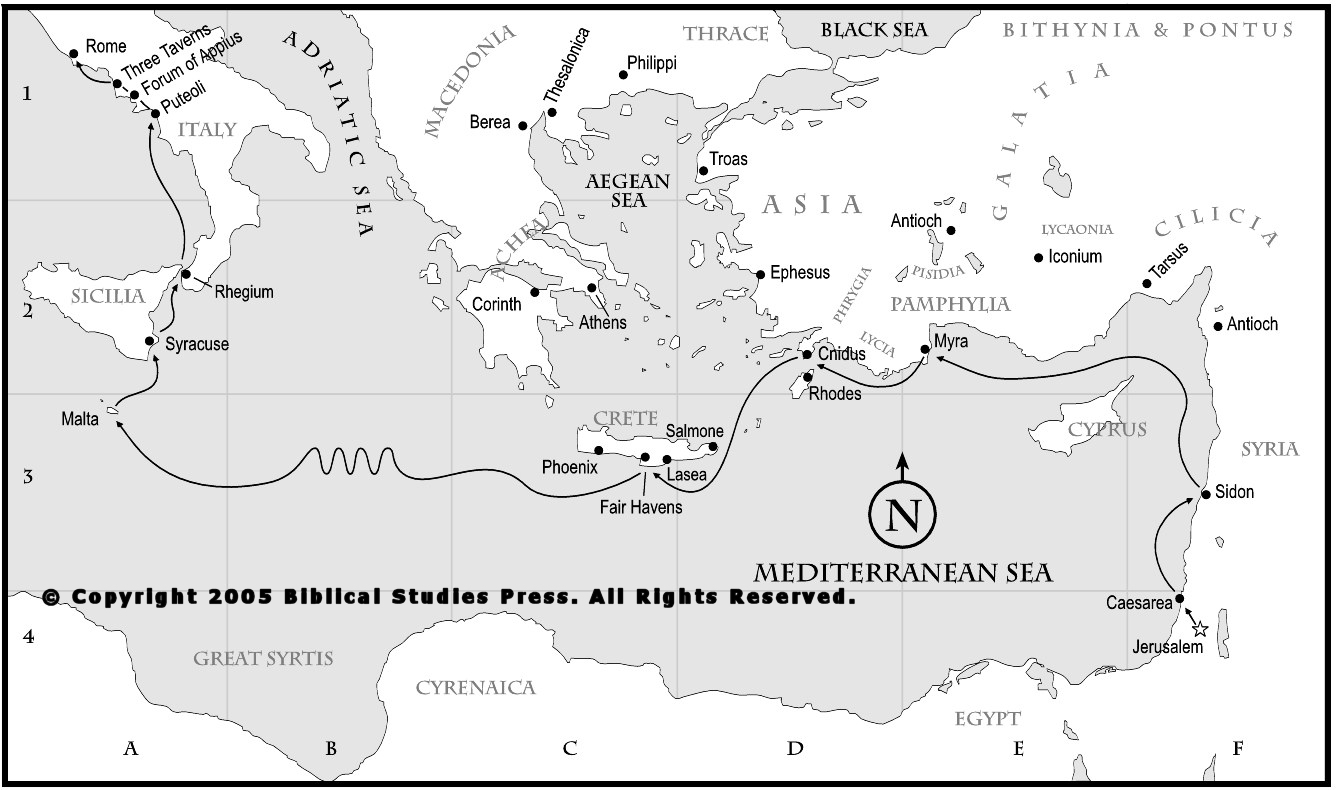 Rome
Three Taverns
Forum of Appius
Puteoli
ITALY
ADRIATIC SEA
MACEDONIA
Thesalonica
Berea
Philippi
THRACE
BLACK SEA
BITHYNIA & PONTUS
GALATIA
1
AEGEAN
SEA
Troas
ASIA
Antioch
LYCAONIA
Iconium
CILICIA
Tarsus
ACHEA
Corinth
Athens
Ephesus
PHRYGIA
PISIDIA
PAMPHYLIA
LYCIA
Antioch
SICILIA
Rhegium
Syracuse
2
Cnidus
Rhodes
Myra
Malta
CRETE
Salmone
Phoenix
Lasea
Fair Havens
CYPRUS
SYRIA
3
Sidon
N
MEDITERRANEAN SEA
© Copyright 2005 Biblical Studies Press. All Rights Reserved.
Caesarea
Jerusalem
4
GREAT SYRTIS
CYRENAICA
EGYPT
A
B
C
D
E
F